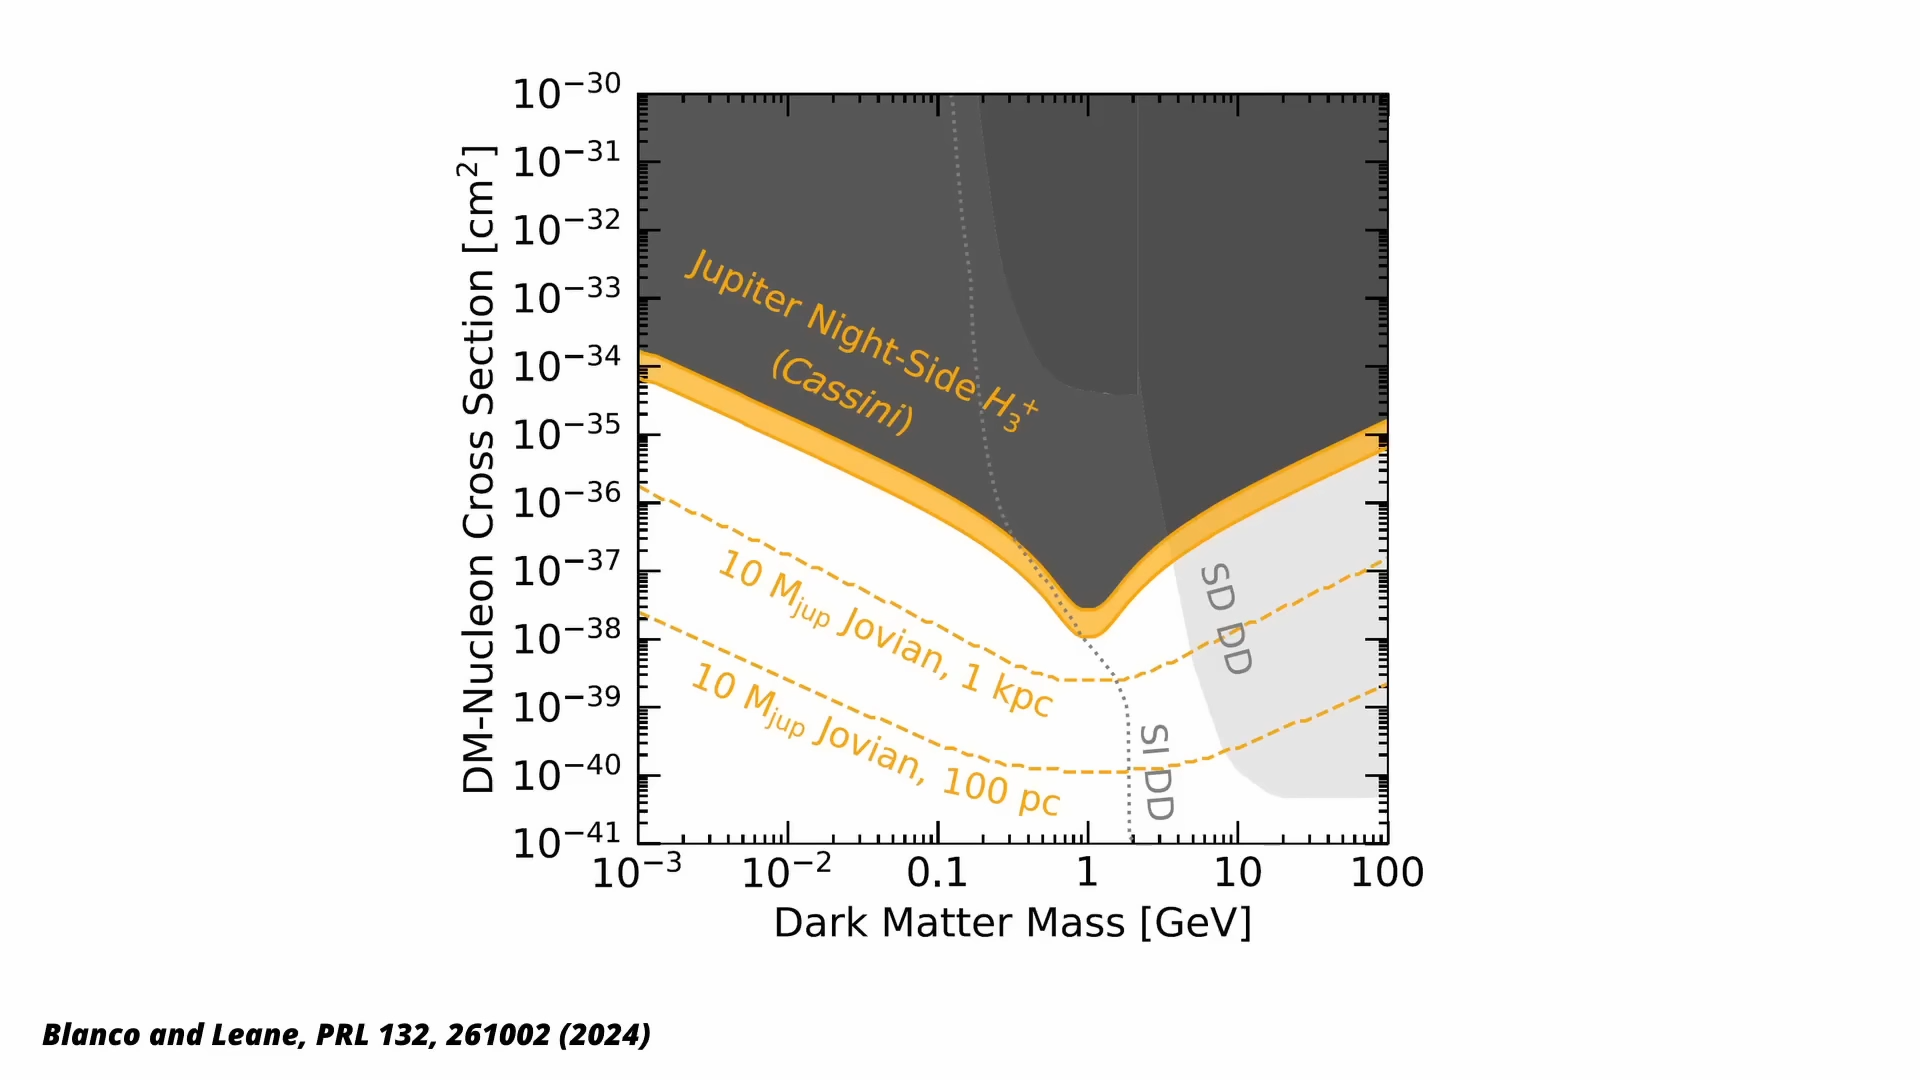 10⁻³⁰
10⁻³¹
10⁻³²
10⁻³³
10⁻³⁴
10⁻³⁵
10⁻³⁶
10⁻³⁷
10⁻³⁸
10⁻³⁹
10⁻⁴⁰
10⁻⁴¹
DM-Nucleon Cross Section [cm²]
Jupiter Night-Side H₃⁺
(Cassini)
10 Mjup Jovian, 1 kpc
10 Mjup Jovian, 100 pc
SD DD
SI DD
10⁻³ 10⁻² 0.1 1 10 100
Dark Matter Mass [GeV]
Blanco and Leane, PRL 132, 261002 (2024)